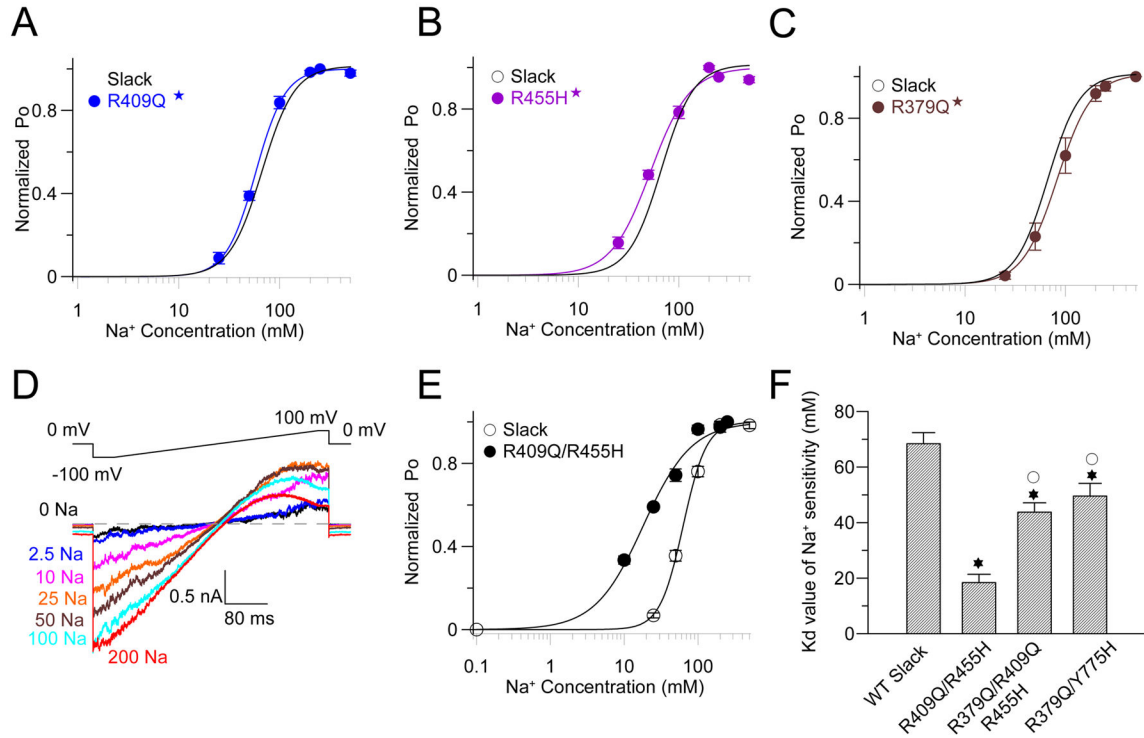 A
Slack
R409Q ★
Normalized Po
0.8
0.4
0
1 10 100
Na⁺ Concentration (mM)
B
Slack
R455H★
Normalized Po
0.8
0.4
0
1 10 100
Na⁺ Concentration (mM)
C
Slack
R379Q★
Normalized Po
0.8
0.4
0
1 10 100
Na⁺ Concentration (mM)
D
0 mV
100 mV
0 mV
-100 mV
0 Na
2.5 Na
10 Na
25 Na
50 Na
100 Na
200 Na
0.5 nA
80 ms
E
Slack
R409Q/R455H
Normalized Po
0.8
0.4
0
0.1 1 10 100
Na⁺ Concentration (mM)
F
Kd value of Na⁺ sensitivity (mM)
80
60
40
20
0
WT Slack
R409Q/R455H
R379Q/R409Q
R455H
R379Q/Y775H